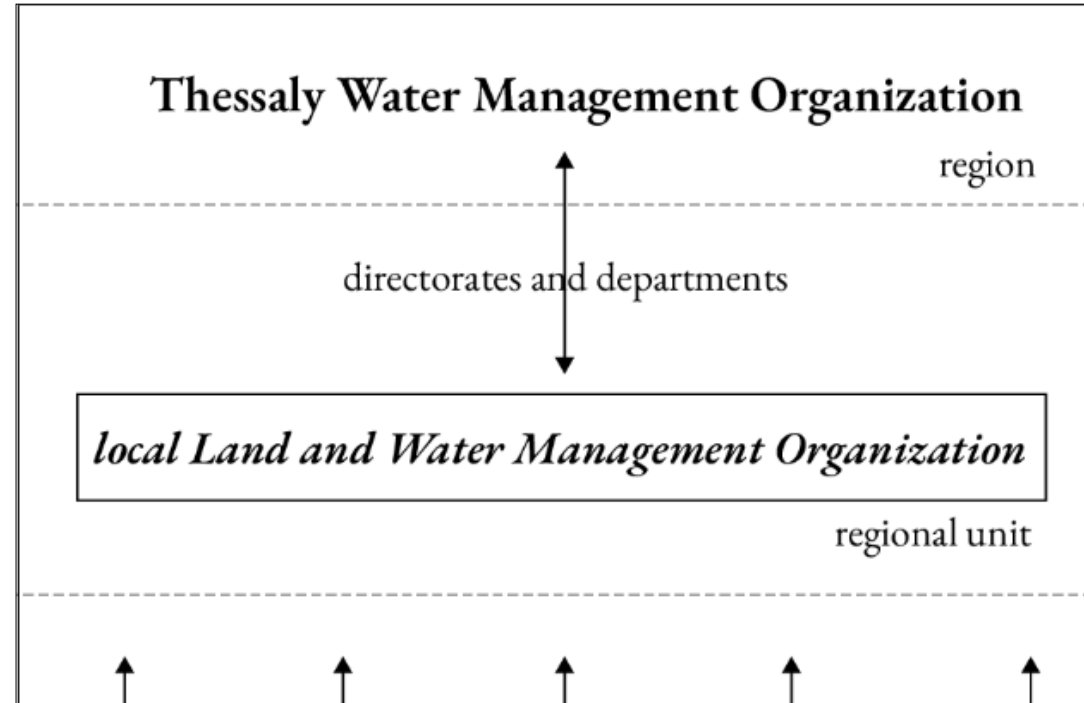 Thessaly Water Management Organization
region
directorates and departments
local Land and Water Management Organization
regional unit